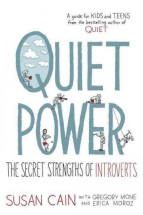 A guide for KIDS and TEENS
from the bestselling author of
QUIET
QUIET
POWER
THE SECRET STRENGTHS OF INTROVERTS
SUSAN CAIN WITH GREGORY MONE
AND ERICA MOROZ